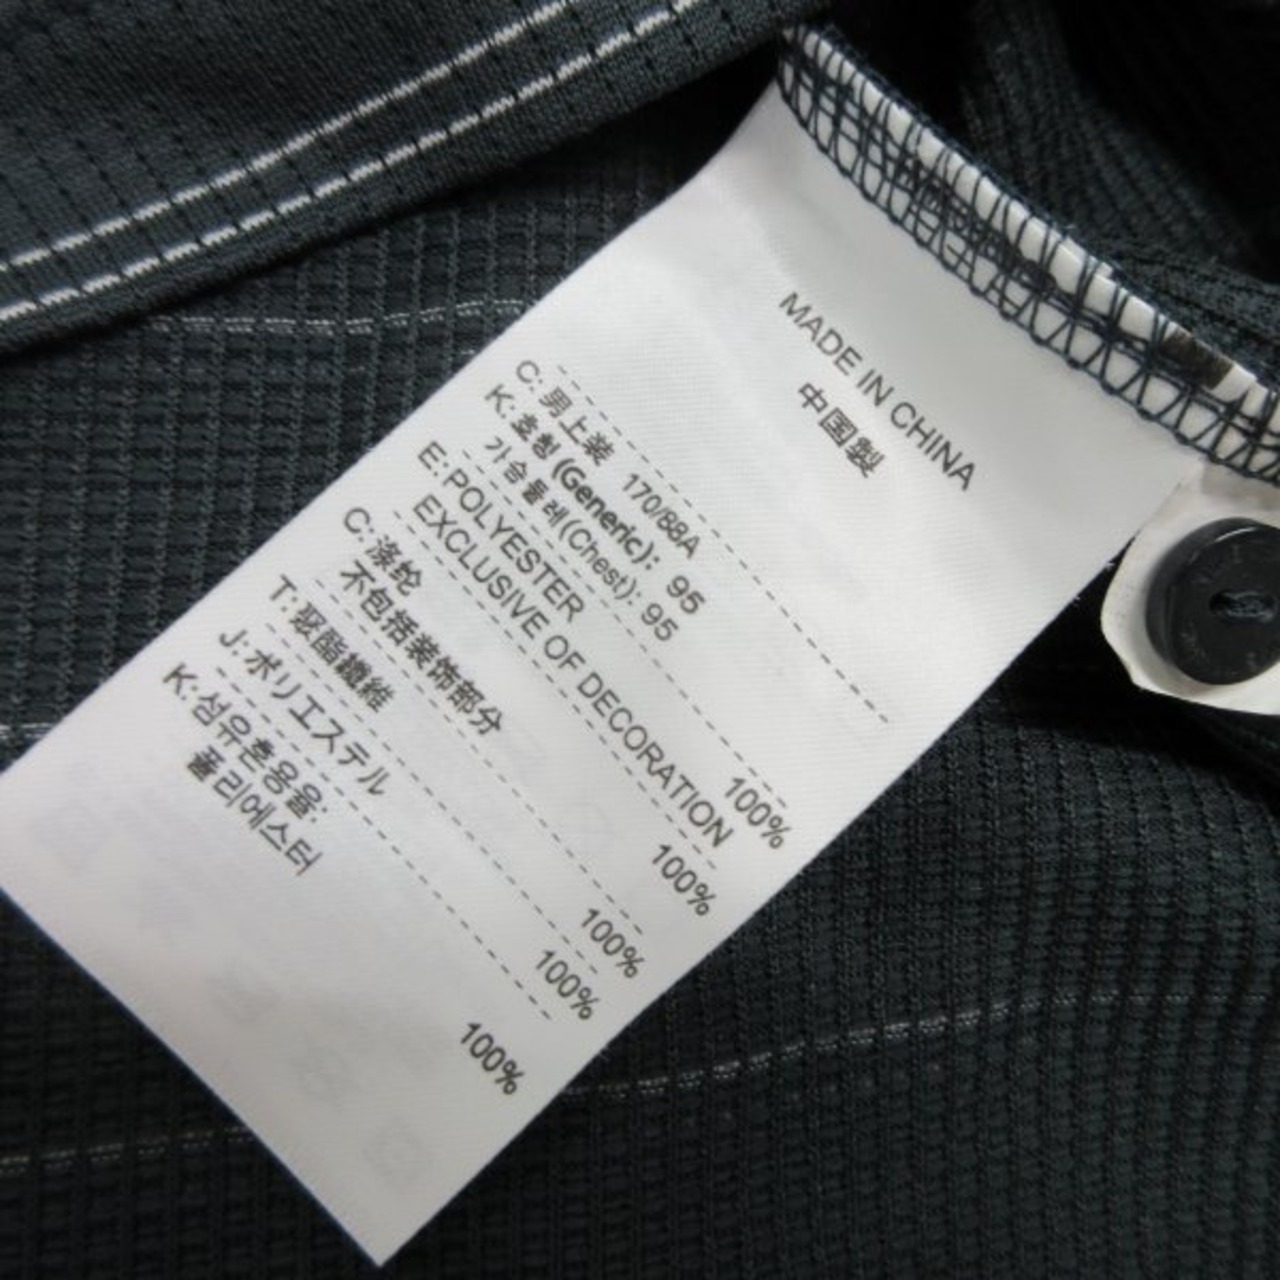 MADE IN CHINA
中国製
C: 男上装 170/88A
K: 호칭 (Generic): 95
가슴둘레(Chest): 95
E: POLYESTER 100%
EXCLUSIVE OF DECORATION
C: 涤纶 100%
不包括装饰部分
T: 聚酯纖維 100%
J: ポリエステル 100%
K: 섬유혼용율:
폴리에스터 100%